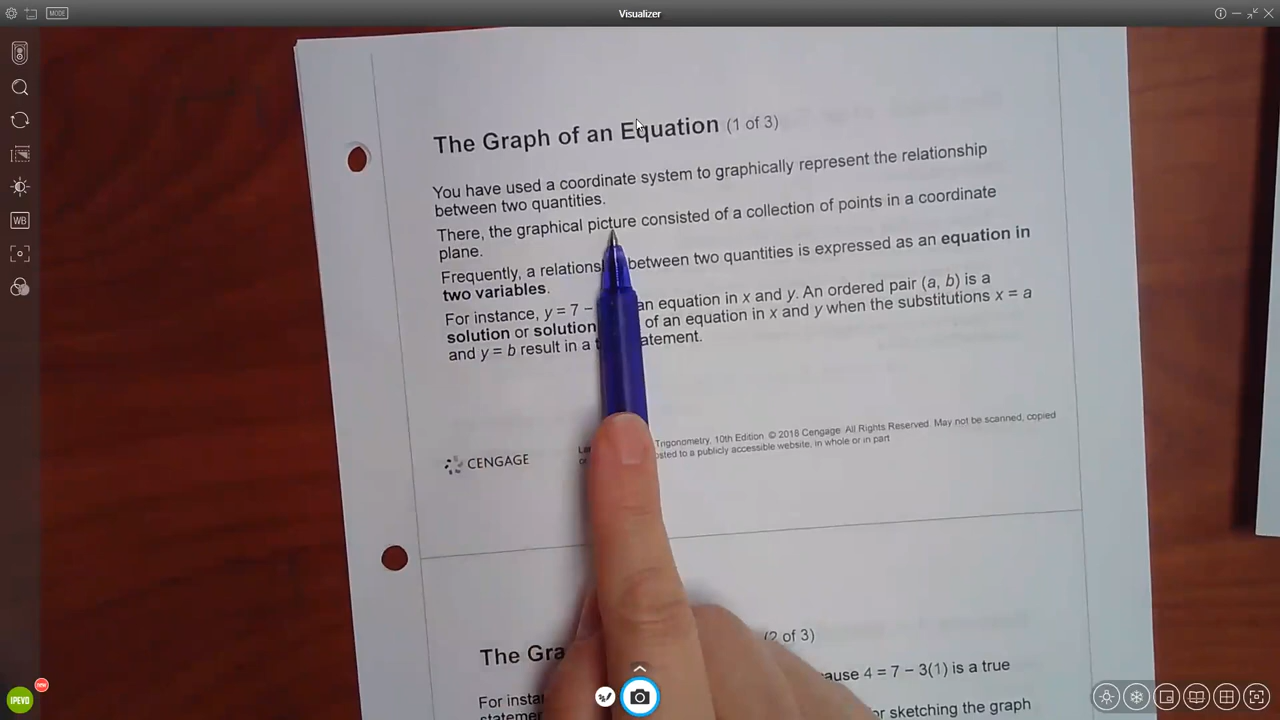 Visualizer
MODE
WB
The Graph of an Equation (1 of 3)
You have used a coordinate system to graphically represent the relationship
between two quantities.
There, the graphical picture consisted of a collection of points in a coordinate
plane.
Frequently, a relations between two quantities is expressed as an equation in
two variables.
For instance, y = 7 – an equation in x and y. An ordered pair (a, b) is a
solution or solution of an equation in x and y when the substitutions x = a
and y = b result in a t atement.
Trigonometry, 10th Edition. © 2018 Cengage. All Rights Reserved. May not be scanned, copied
osted to a publicly accessible website, in whole or in part
CENGAGE
The Gra (2 of 3)
For instan ause 4 = 7 – 3(1) is a true
statemen or sketching the graph
IPEVO
new